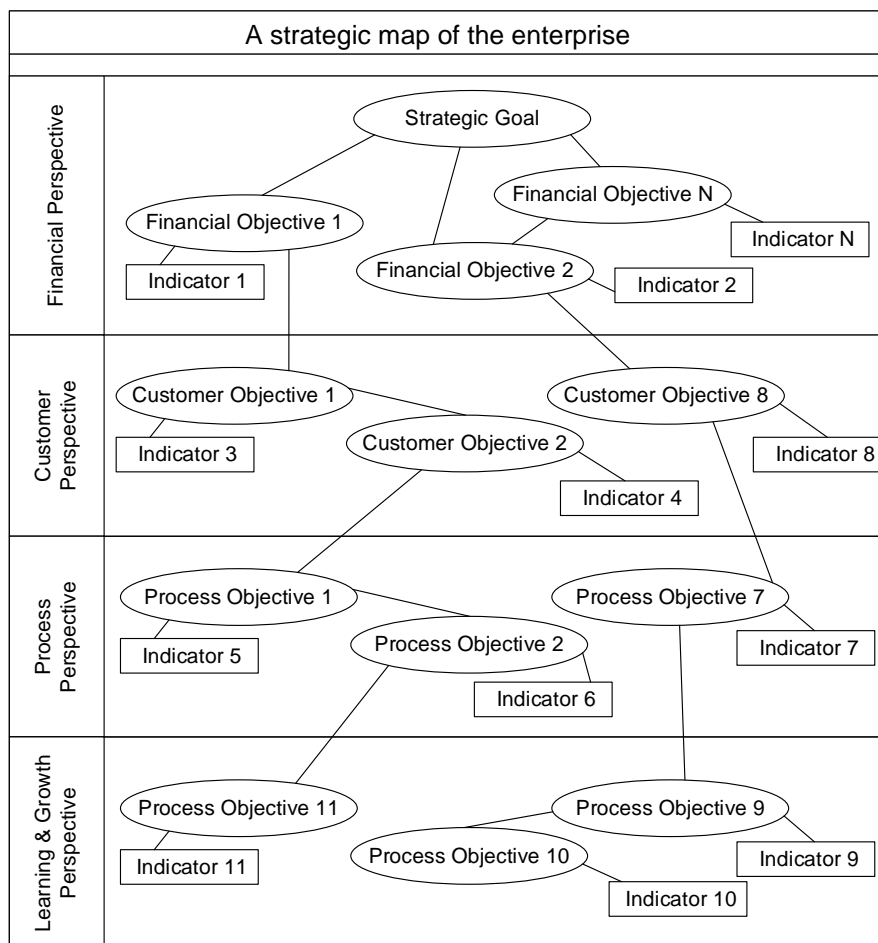 A strategic map of the enterprise
Financial Perspective
Strategic Goal
Financial Objective N
Financial Objective 1
Indicator N
Financial Objective 2
Indicator 1
Indicator 2
Customer
Perspective
Customer Objective 1
Customer Objective 8
Customer Objective 2
Indicator 3
Indicator 8
Indicator 4
Process
Perspective
Process Objective 1
Process Objective 7
Process Objective 2
Indicator 5
Indicator 7
Indicator 6
Learning & Growth
Perspective
Process Objective 11
Process Objective 9
Process Objective 10
Indicator 11
Indicator 9
Indicator 10